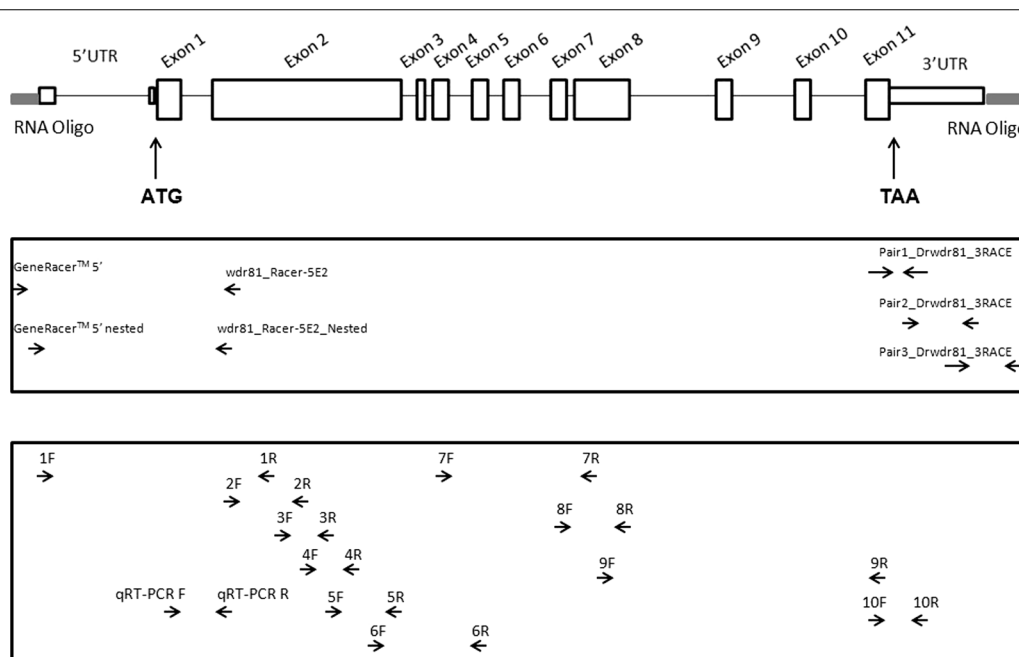 5'UTR
Exon 1
Exon 2
Exon 3
Exon 4
Exon 5
Exon 6
Exon 7
Exon 8
Exon 9
Exon 10
Exon 11
3'UTR
RNA Oligo
RNA Oligo
ATG
TAA
GeneRacer™ 5'
wdr81_Racer-5E2
Pair1_Drwdr81_3RACE
Pair2_Drwdr81_3RACE
GeneRacer™ 5' nested
wdr81_Racer-5E2_Nested
Pair3_Drwdr81_3RACE
1F
1R
7F
7R
2F
2R
3F
3R
8F
8R
4F
4R
9F
9R
qRT-PCR F
qRT-PCR R
5F
5R
10F
10R
6F
6R